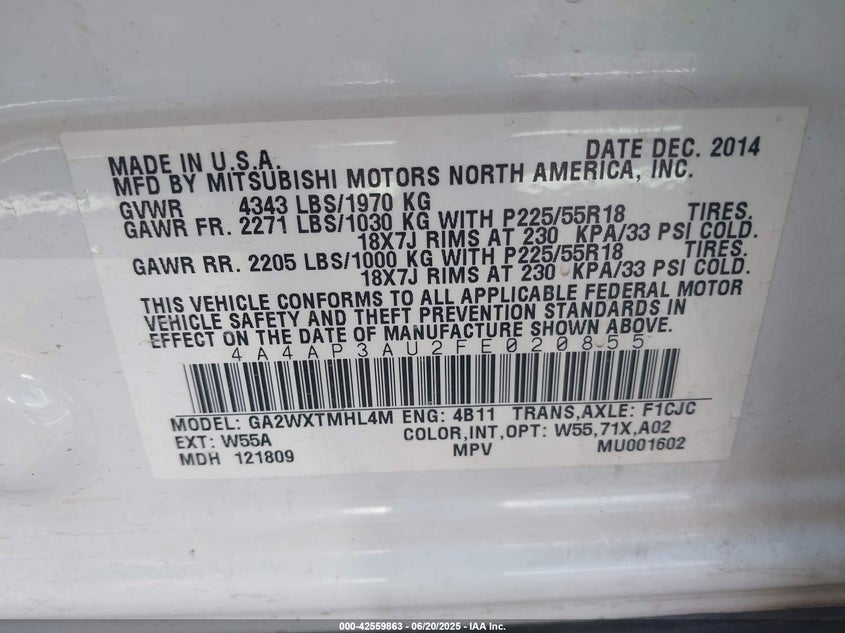 DATE DEC. 2014
MADE IN U.S.A.
MFD BY MITSUBISHI MOTORS NORTH AMERICA, INC.
GVWR 4343 LBS/1970 KG
GAWR FR. 2271 LBS/1030 KG WITH P225/55R18 TIRES.
18X7J RIMS AT 230 KPA/33 PSI COLD.
GAWR RR. 2205 LBS/1000 KG WITH P225/55R18 TIRES.
18X7J RIMS AT 230 KPA/33 PSI COLD.
THIS VEHICLE CONFORMS TO ALL APPLICABLE FEDERAL MOTOR
VEHICLE SAFETY AND THEFT PREVENTION STANDARDS IN
EFFECT ON THE DATE OF MANUFACTURE SHOWN ABOVE.
4A4AP3AU2FE020855
MODEL: GA2WXTMHL4M ENG: 4B11 TRANS,AXLE: F1CJC
EXT: W55A COLOR,INT,OPT: W55,71X,A02
MDH 121809 MPV MU001602
000-42559863 - 06/20/2025 - IAA Inc.